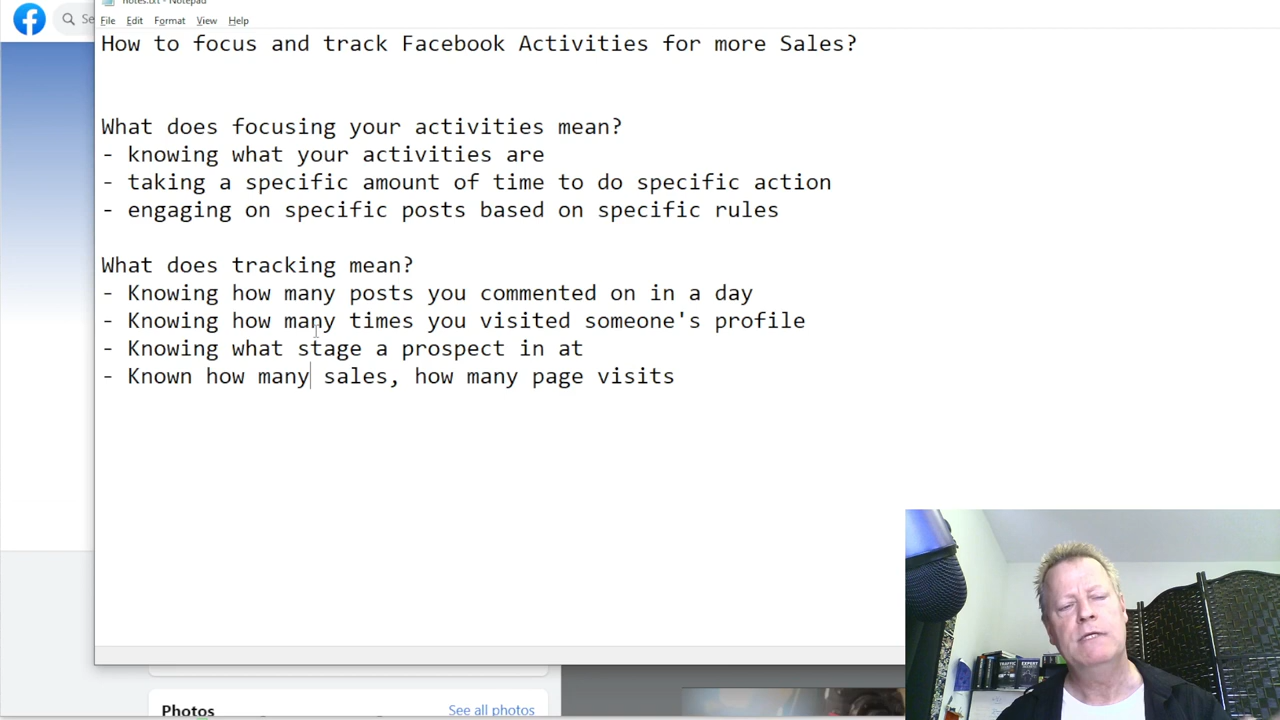 Se
notes.txt - Notepad
File Edit Format View Help
How to focus and track Facebook Activities for more Sales?
What does focusing your activities mean?
- knowing what your activities are
- taking a specific amount of time to do specific action
- engaging on specific posts based on specific rules
What does tracking mean?
- Knowing how many posts you commented on in a day
- Knowing how many times you visited someone's profile
- Knowing what stage a prospect in at
- Known how many sales, how many page visits
TRAFFIC
EXPERT
Photos
See all photos